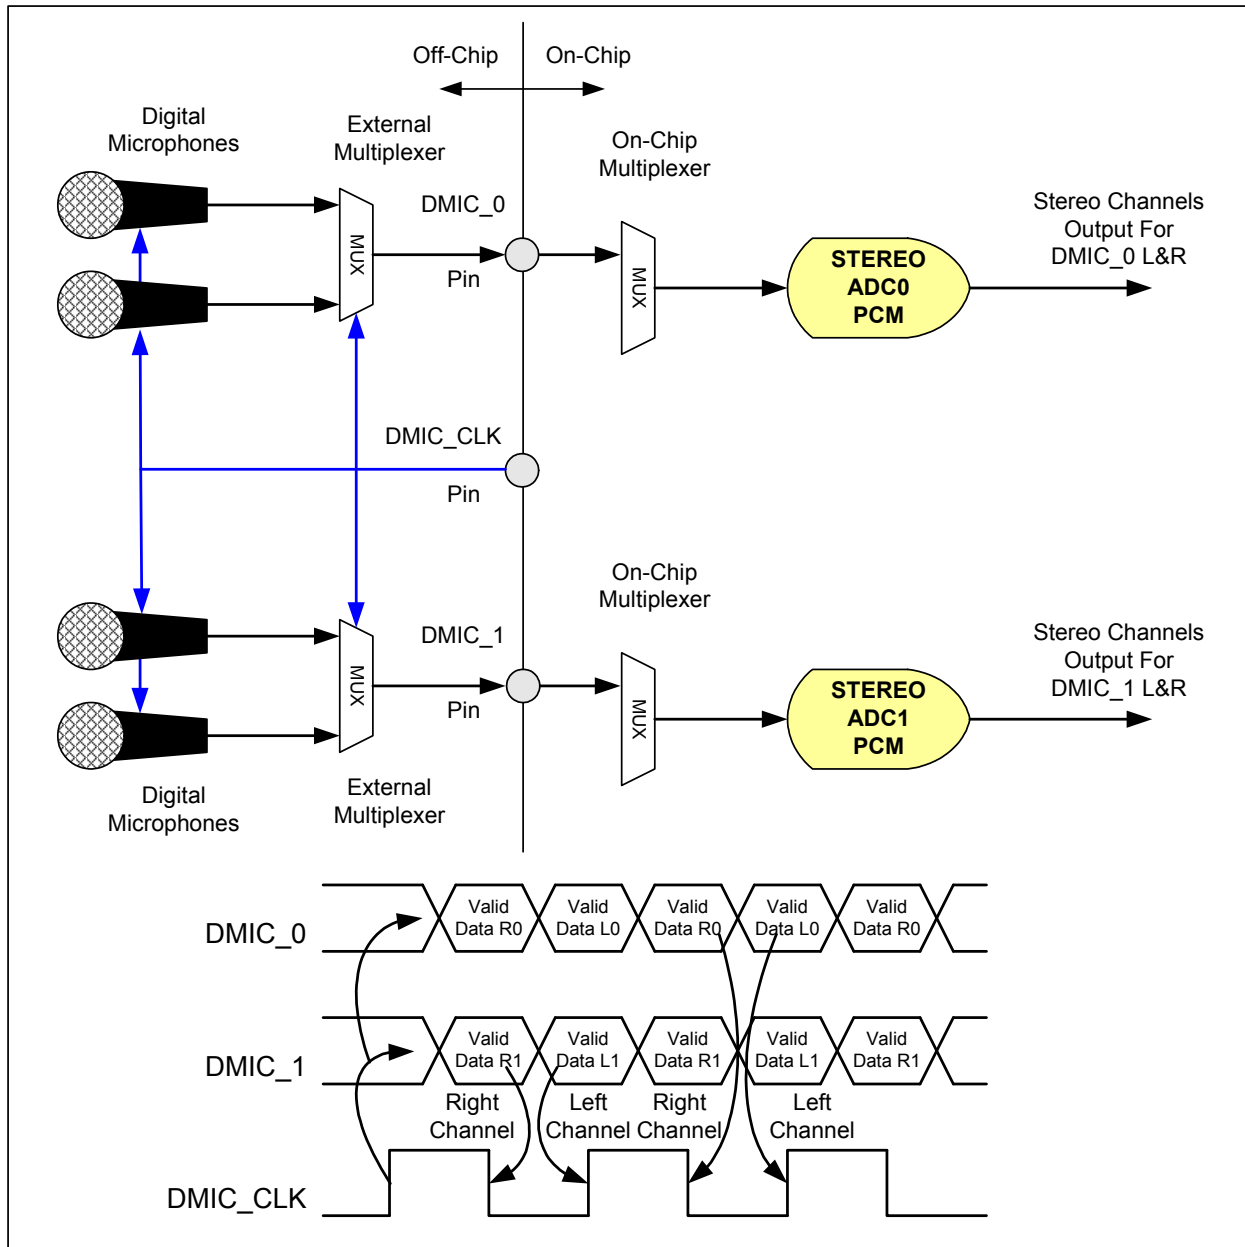 Off-Chip
On-Chip
Digital
Microphones
External
Multiplexer
On-Chip
Multiplexer
DMIC_0
Pin
MUX
MUX
STEREO
ADC0
PCM
Stereo Channels
Output For
DMIC_0 L&R
DMIC_CLK
Pin
On-Chip
Multiplexer
DMIC_1
Pin
MUX
MUX
STEREO
ADC1
PCM
Stereo Channels
Output For
DMIC_1 L&R
Digital
Microphones
External
Multiplexer
DMIC_0
Valid
Data R0
Valid
Data L0
Valid
Data R0
Valid
Data L0
Valid
Data R0
DMIC_1
Valid
Data R1
Valid
Data L1
Valid
Data R1
Valid
Data L1
Valid
Data R1
Right
Channel
Left
Channel
Right
Channel
Left
Channel
DMIC_CLK